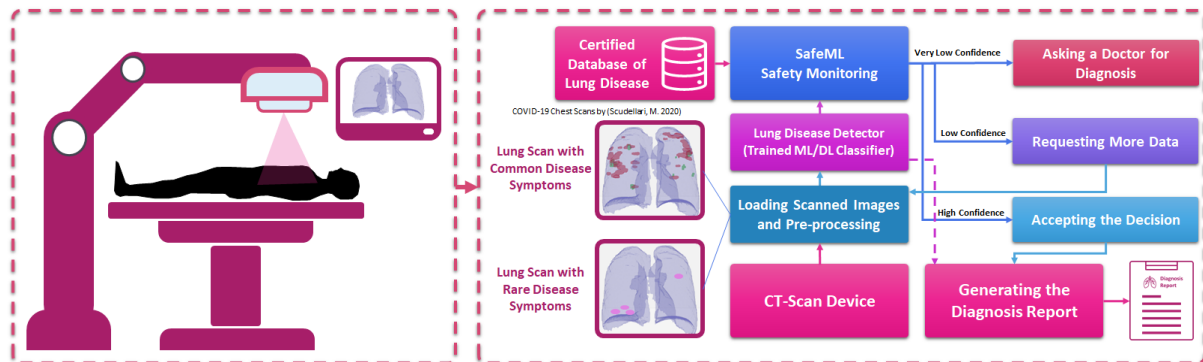 Certified
Database of
Lung Disease
SafeML
Safety Monitoring
Very Low Confidence
Asking a Doctor for
Diagnosis
COVID-19 Chest Scans by (Scudellari, M. 2020)
Lung Scan with
Common Disease
Symptoms
Lung Disease Detector
(Trained ML/DL Classifier)
Low Confidence
Requesting More Data
Loading Scanned Images
and Pre-processing
High Confidence
Accepting the Decision
Lung Scan with
Rare Disease
Symptoms
CT-Scan Device
Generating the
Diagnosis Report
Diagnosis
Report